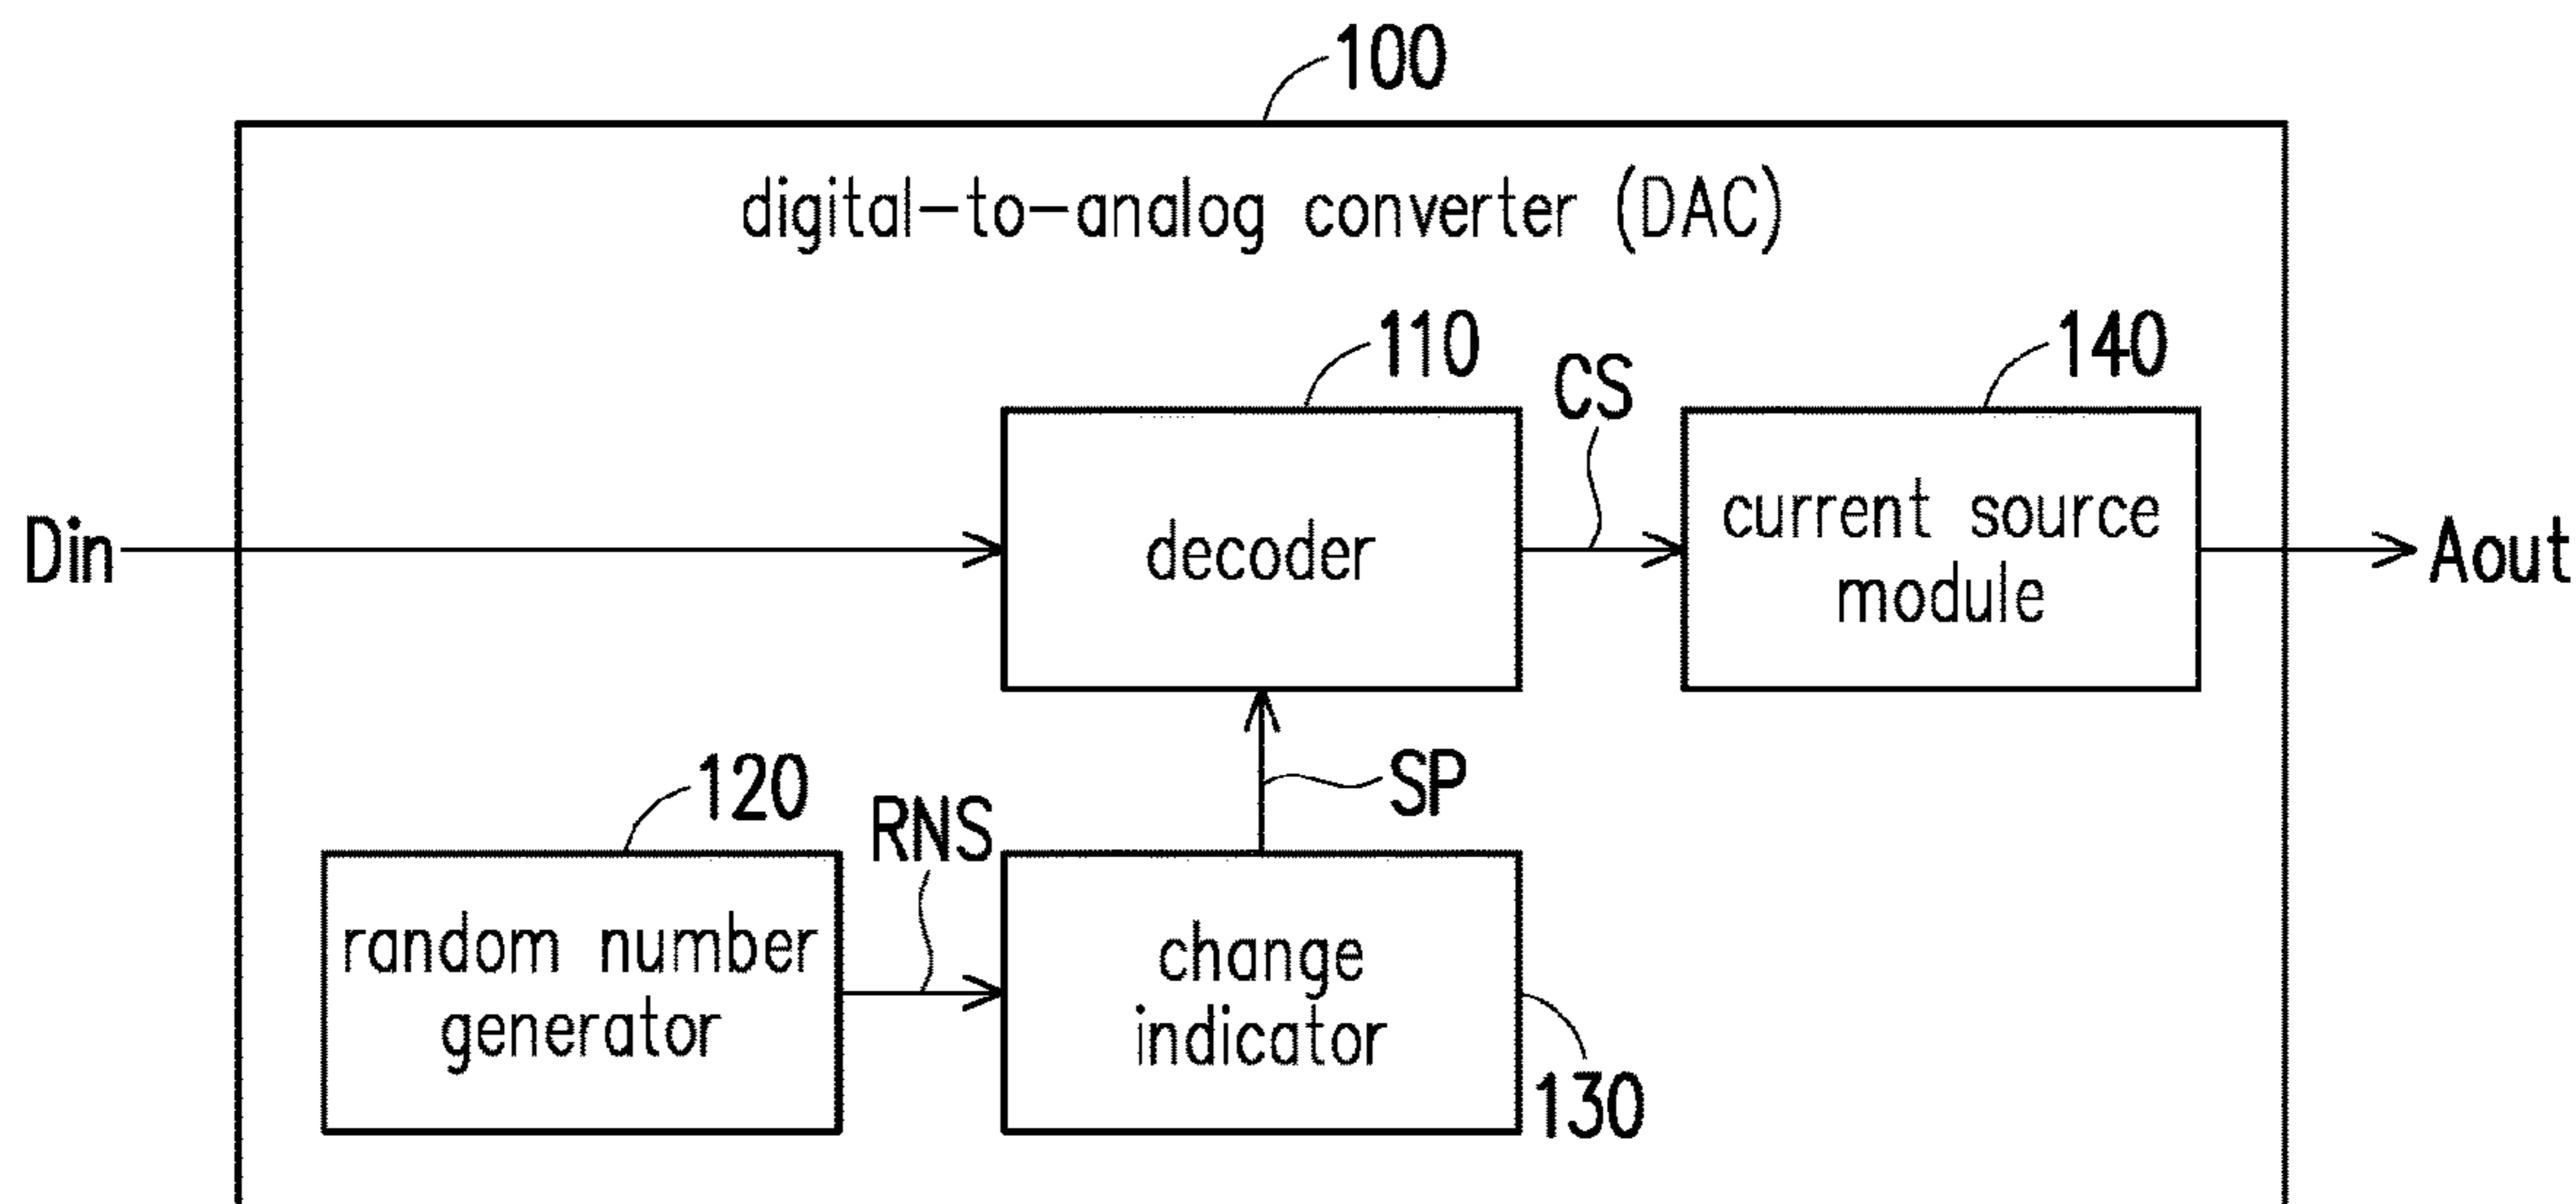 100
digital-to-analog converter (DAC)
110
140
CS
Din
decoder
current source
module
Aout
120
RNS
SP
random number
generator
change
indicator
130